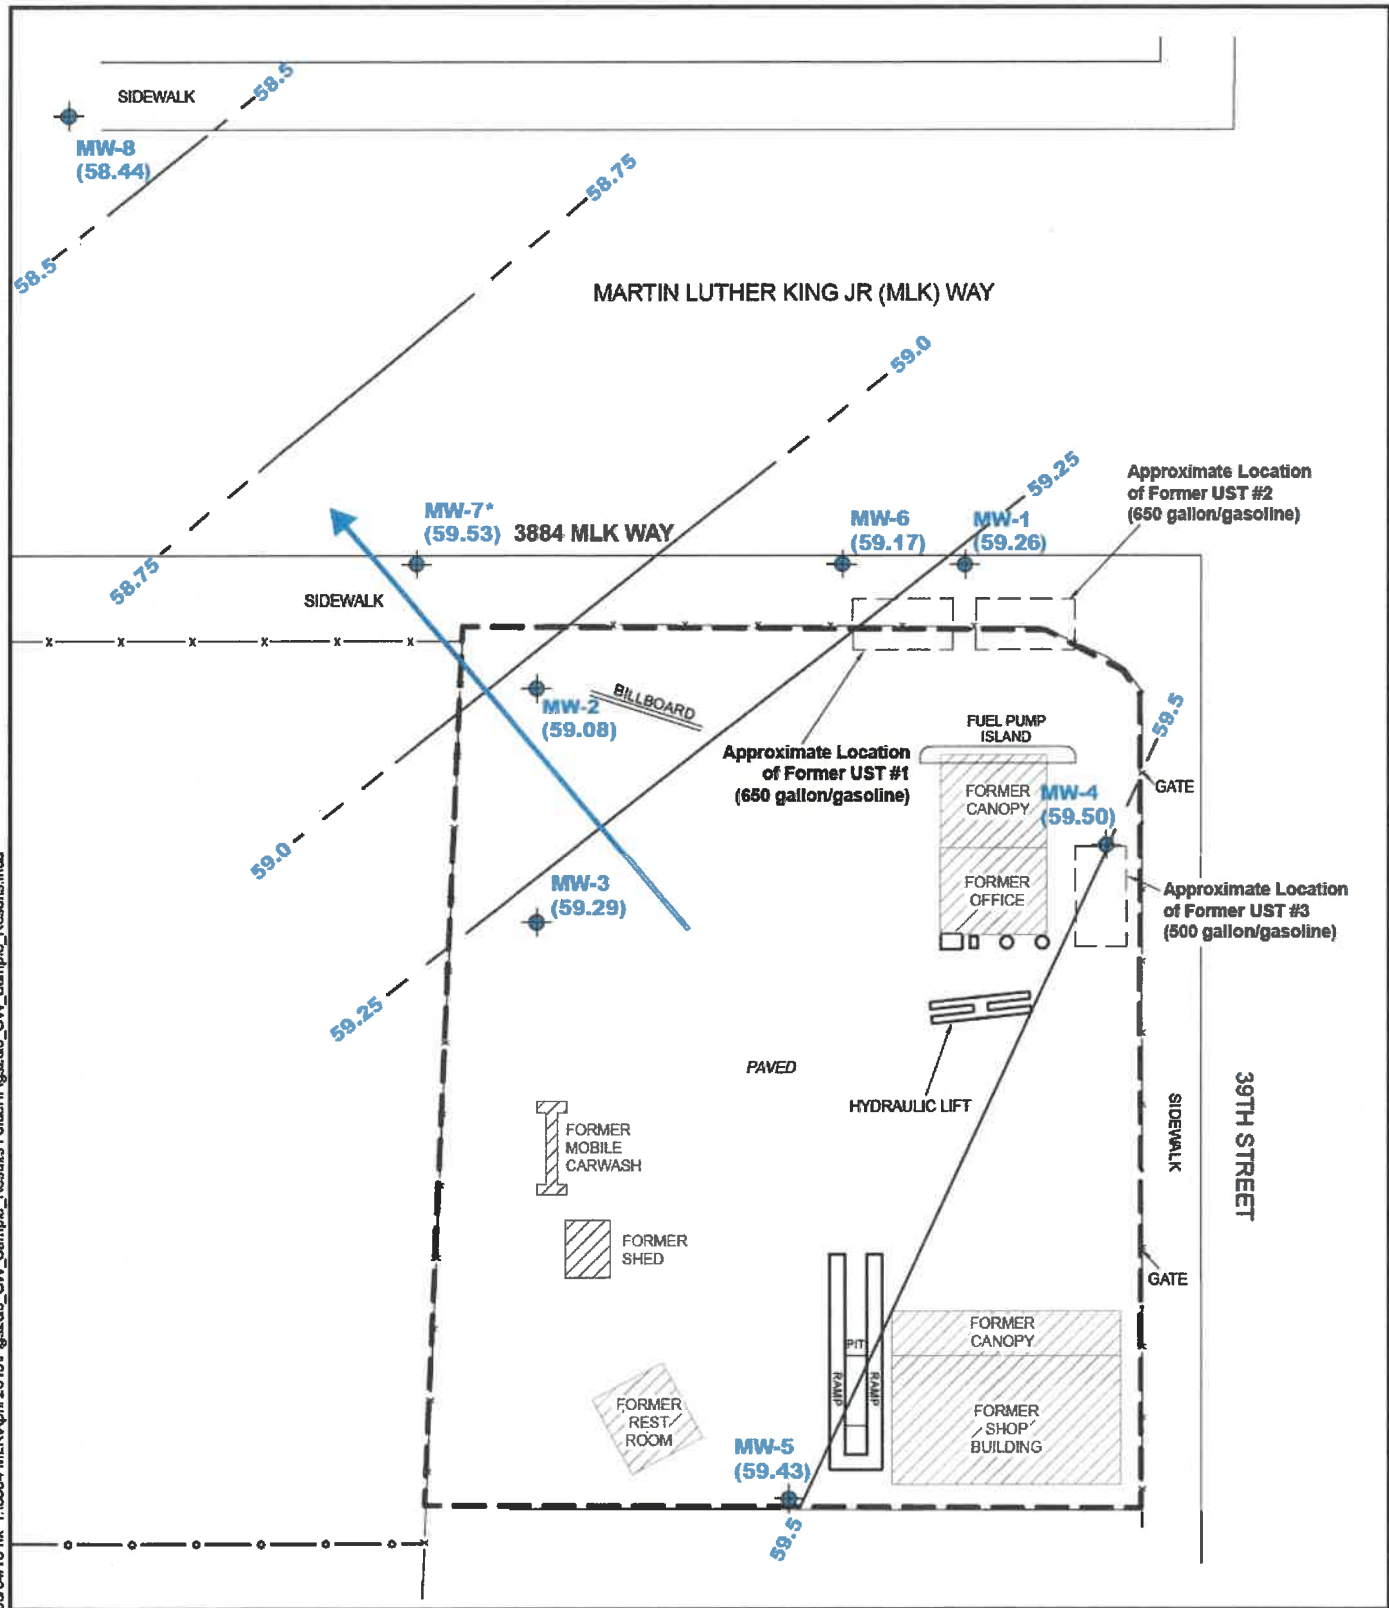 SIDEWALK
58.5
MW-8
(58.44)
58.75
58.5
MARTIN LUTHER KING JR (MLK) WAY
59.0
59.25
Approximate Location
of Former UST #2
(650 gallon/gasoline)
MW-7*
(59.53)
3884 MLK WAY
MW-6
(59.17)
MW-1
(59.26)
58.75
SIDEWALK
MW-2
(59.08)
BILLBOARD
59.5
FUEL PUMP
ISLAND
Approximate Location
of Former UST #1
(650 gallon/gasoline)
FORMER
CANOPY
MW-4
(59.50)
GATE
59.0
MW-3
(59.29)
FORMER
OFFICE
Approximate Location
of Former UST #3
(500 gallon/gasoline)
59.25
PAVED
HYDRAULIC LIFT
39TH STREET
SIDEWALK
FORMER
MOBILE
CARWASH
FORMER
SHED
GATE
FORMER
CANOPY
PIT
RAMP
RAMP
FORMER
REST
ROOM
FORMER
SHOP
BUILDING
MW-5
(59.43)
59.5